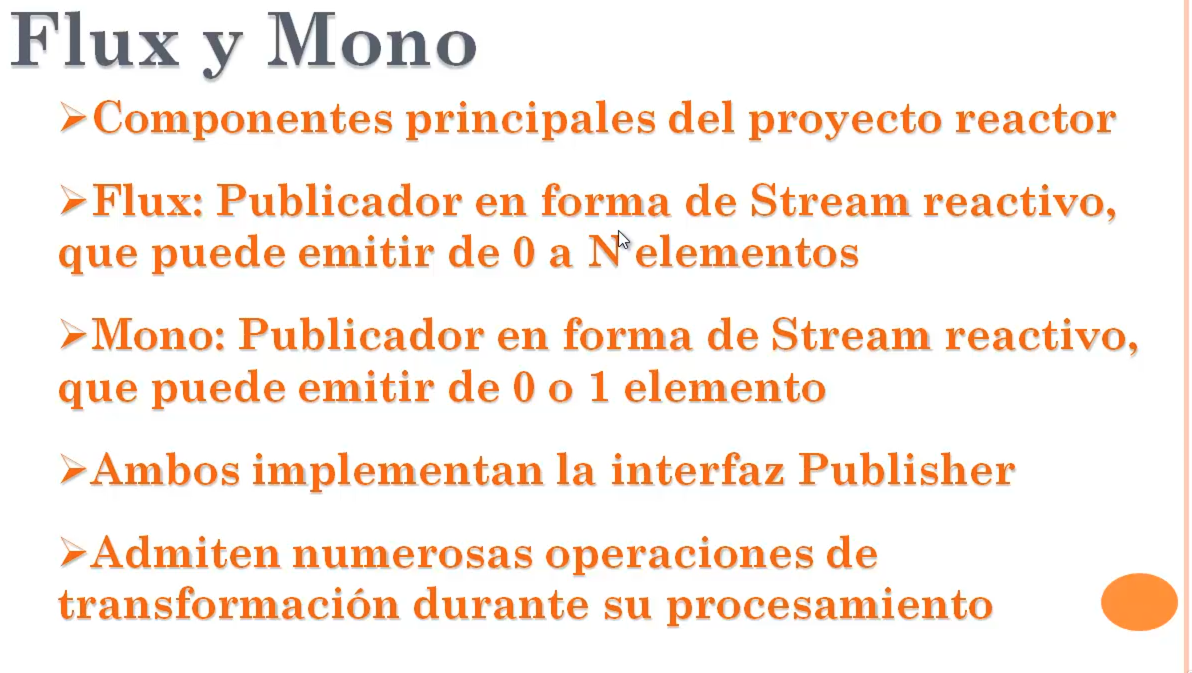 Flux y Mono
➢Componentes principales del proyecto reactor
➢Flux: Publicador en forma de Stream reactivo,
que puede emitir de 0 a N elementos
➢Mono: Publicador en forma de Stream reactivo,
que puede emitir de 0 o 1 elemento
➢Ambos implementan la interfaz Publisher
➢Admiten numerosas operaciones de
transformación durante su procesamiento